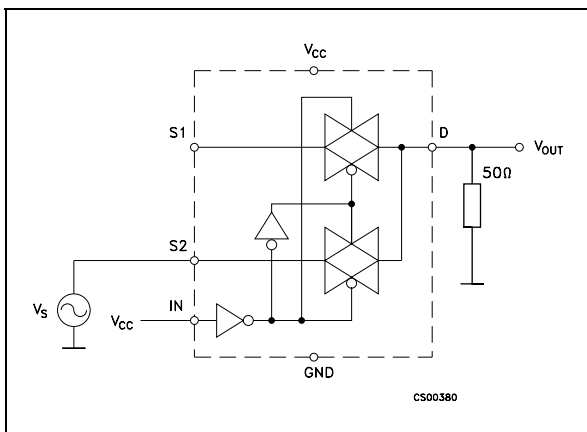 VCC
S1
D
VOUT
50Ω
S2
VS
IN
VCC
GND
CS00380